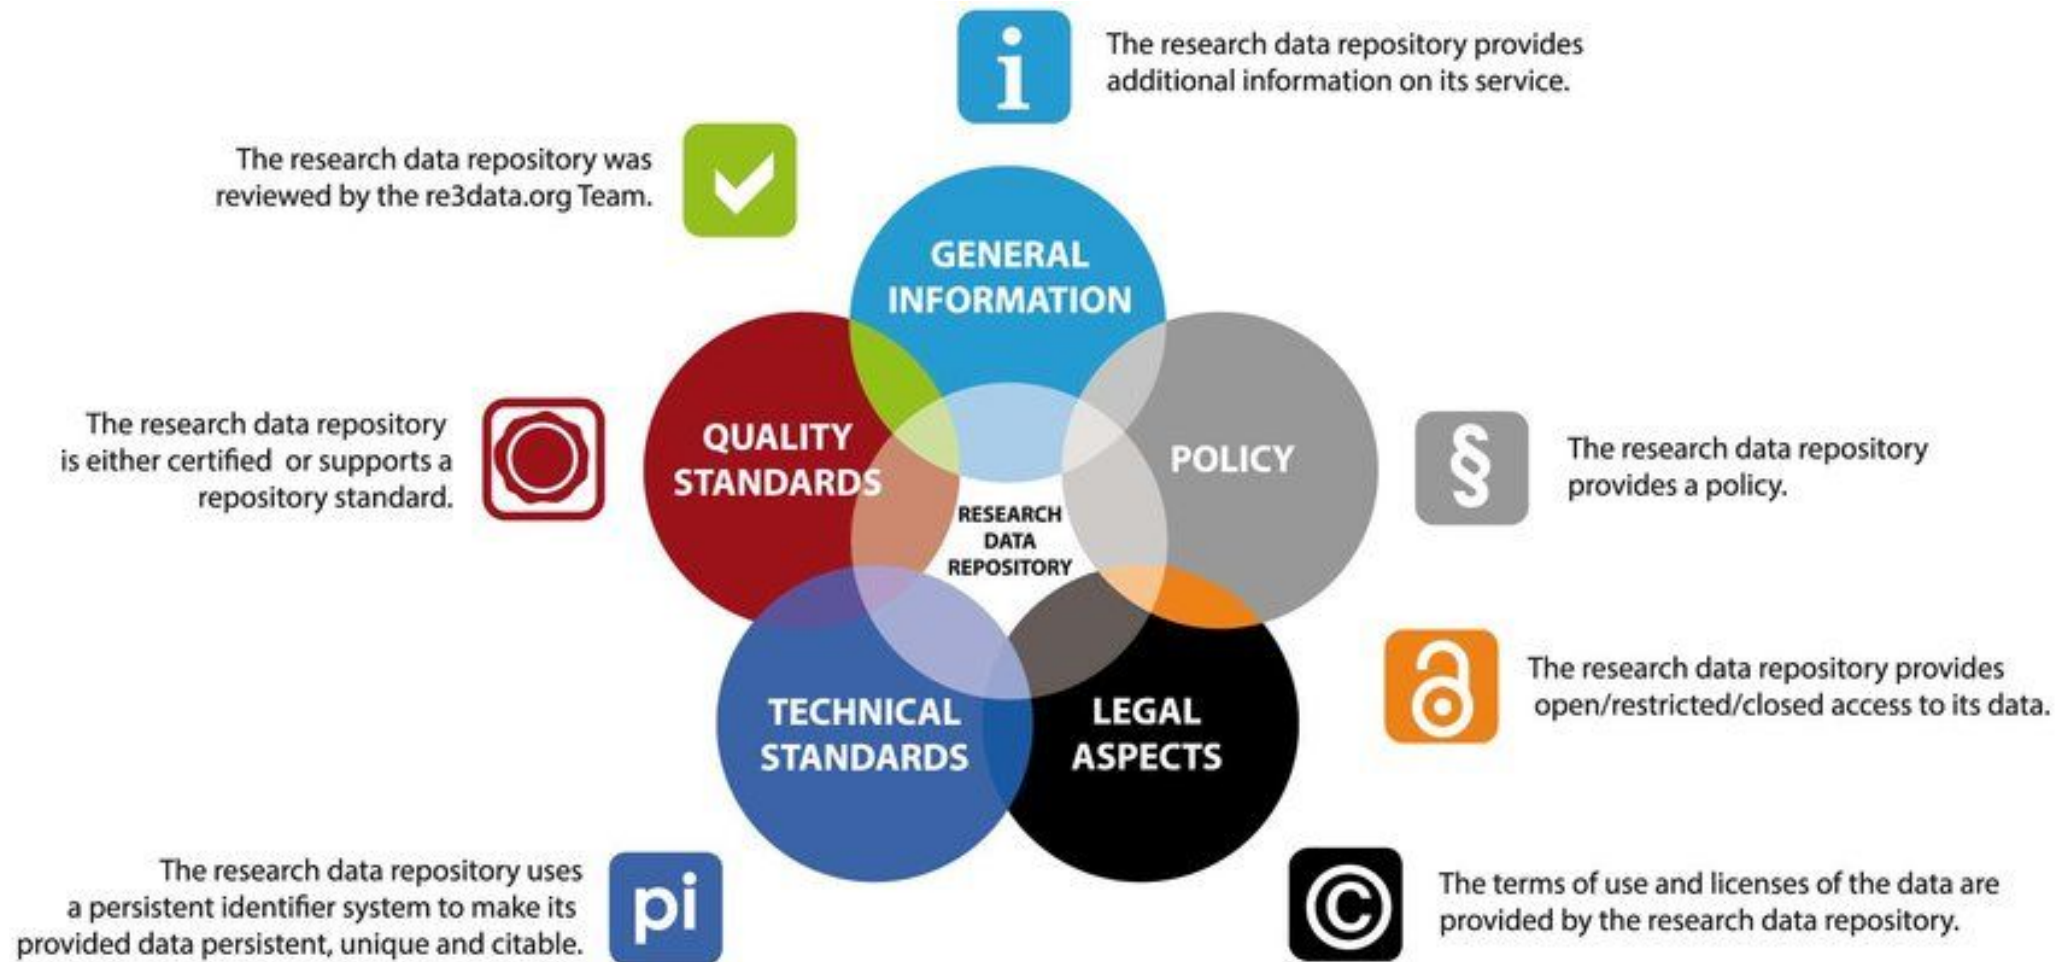 i
The research data repository provides
additional information on its service.
The research data repository was
reviewed by the re3data.org Team.
GENERAL
INFORMATION
The research data repository
is either certified or supports a
repository standard.
QUALITY
STANDARDS
POLICY
§
The research data repository
provides a policy.
RESEARCH
DATA
REPOSITORY
The research data repository provides
open/restricted/closed access to its data.
TECHNICAL
STANDARDS
LEGAL
ASPECTS
The research data repository uses
a persistent identifier system to make its
provided data persistent, unique and citable.
pi
©
The terms of use and licenses of the data are
provided by the research data repository.